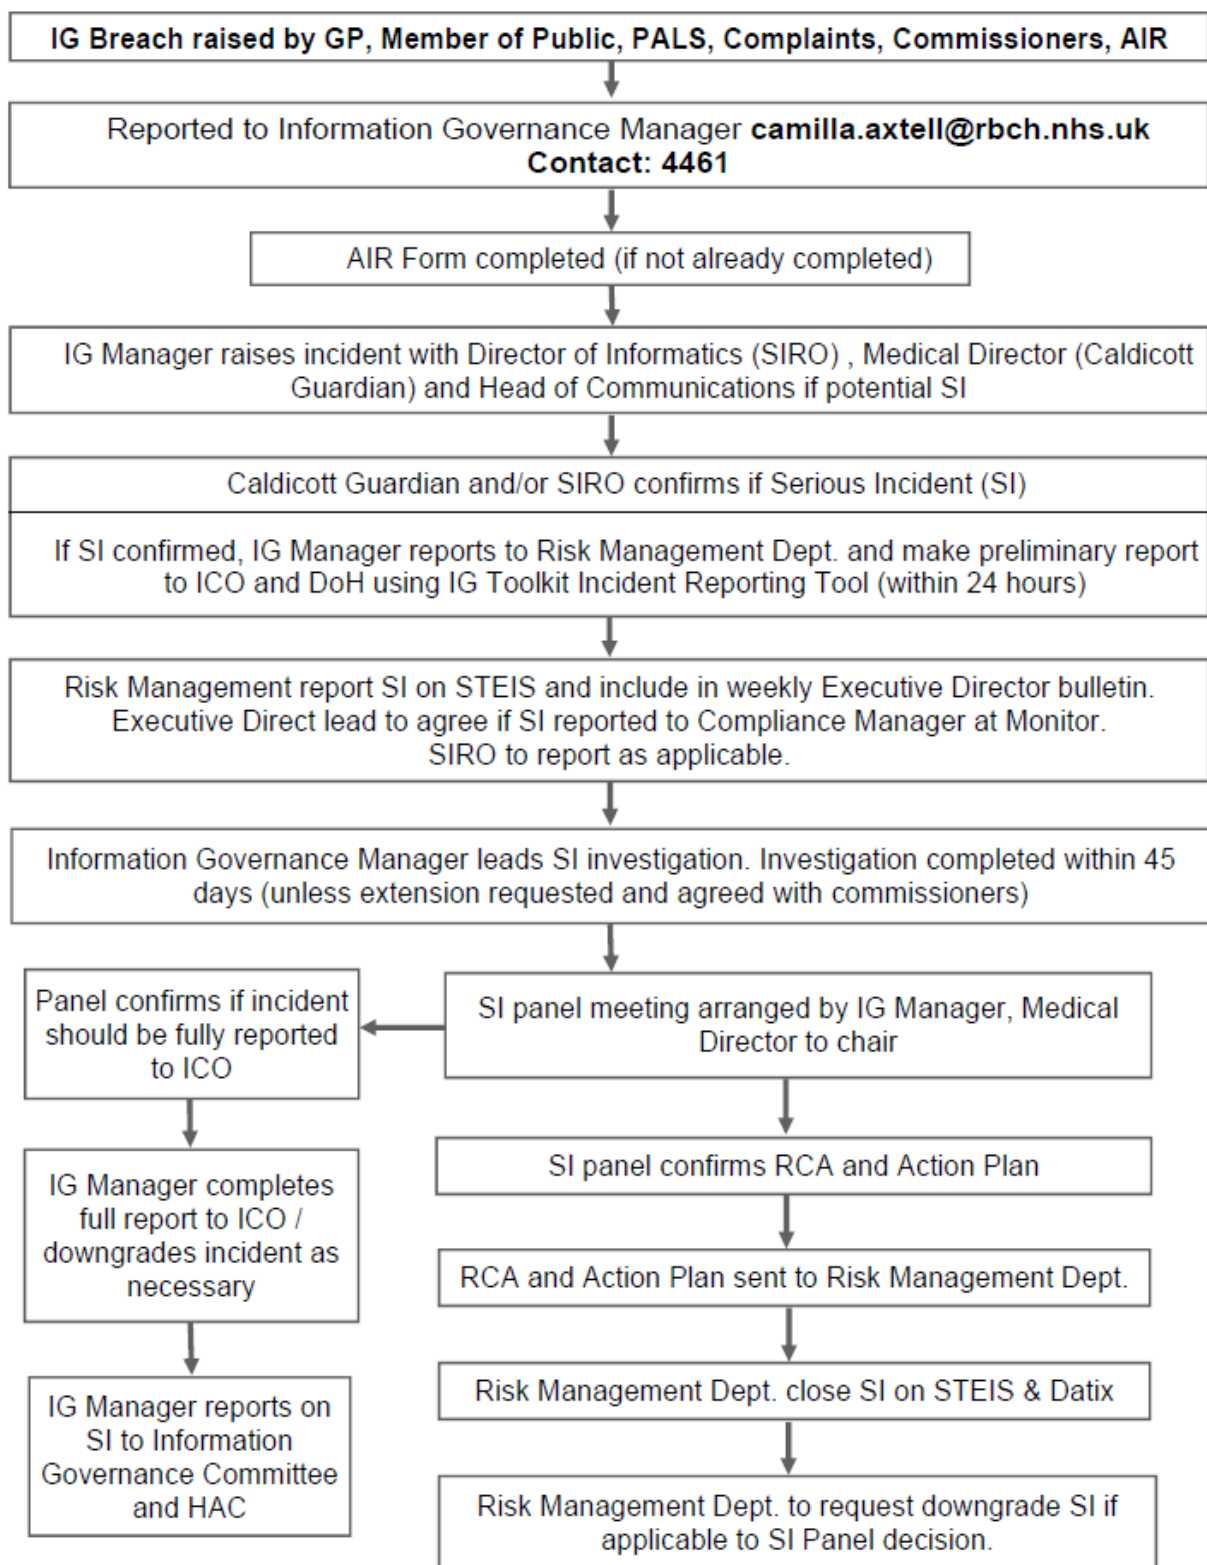 IG Breach raised by GP, Member of Public, PALS, Complaints, Commissioners, AIR
Reported to Information Governance Manager camilla.axtell@rbch.nhs.uk
Contact: 4461
AIR Form completed (if not already completed)
IG Manager raises incident with Director of Informatics (SIRO) , Medical Director (Caldicott
Guardian) and Head of Communications if potential SI
Caldicott Guardian and/or SIRO confirms if Serious Incident (SI)
If SI confirmed, IG Manager reports to Risk Management Dept. and make preliminary report
to ICO and DoH using IG Toolkit Incident Reporting Tool (within 24 hours)
Risk Management report SI on STEIS and include in weekly Executive Director bulletin.
Executive Direct lead to agree if SI reported to Compliance Manager at Monitor.
SIRO to report as applicable.
Information Governance Manager leads SI investigation. Investigation completed within 45
days (unless extension requested and agreed with commissioners)
Panel confirms if incident
should be fully reported
to ICO
SI panel meeting arranged by IG Manager, Medical
Director to chair
IG Manager completes
full report to ICO /
downgrades incident as
necessary
SI panel confirms RCA and Action Plan
RCA and Action Plan sent to Risk Management Dept.
IG Manager reports on
SI to Information
Governance Committee
and HAC
Risk Management Dept. close SI on STEIS & Datix
Risk Management Dept. to request downgrade SI if
applicable to SI Panel decision.